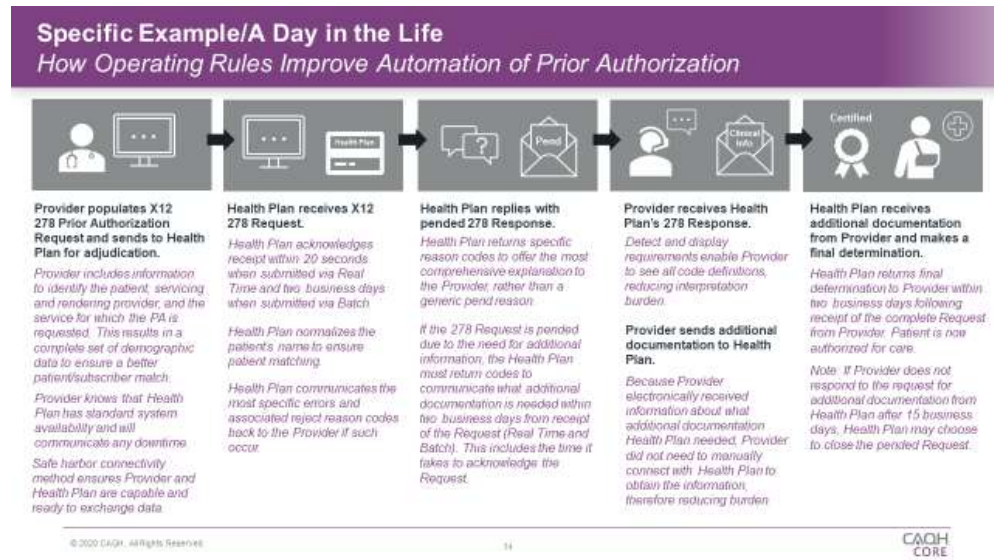 Specific Example/A Day in the Life
How Operating Rules Improve Automation of Prior Authorization
Health Plan
?
Pend
Clinical
Info
Certified
Provider populates X12
278 Prior Authorization
Request and sends to Health
Plan for adjudication.
Provider includes information
to identify the patient, servicing
and rendering provider, and the
service for which the PA is
requested. This results in a
complete set of demographic
data to ensure a better
patient/subscriber match.
Provider knows that Health
Plan has standard system
availability and will
communicate any downtime
Safe harbor connectivity
method ensures Provider and
Health Plan are capable and
ready to exchange data.
Health Plan receives X12
278 Request.
Health Plan acknowledges
receipt within 20 seconds
when submitted via Real
Time and two business days
when submitted via Batch.
Health Plan normalizes the
patient's name to ensure
patient matching.
Health Plan communicates the
most specific errors and
associated reject reason codes
back to the Provider if such
occur.
Health Plan replies with
pended 278 Response.
Health Plan returns specific
reason codes to offer the most
comprehensive explanation to
the Provider, rather than a
generic pend reason.
If the 278 Request is pended
due to the need for additional
information, the Health Plan
most return codes to
communicate what additional
documentation is needed within
two business days from receipt
of the Request (Real Time and
Batch). This includes the time it
takes to acknowledge the
Request.
Provider receives Health
Plan's 278 Response.
Detect and display
requirements enable Provider
to see all code definitions,
reducing interpretation
burden.
Provider sends additional
documentation to Health
Plan.
Because Provider
electronically received
information about what
additional documentation
Health Plan needed, Provider
did not need to manually
connect with Health Plan to
obtain the information,
therefore reducing burden
Health Plan receives
additional documentation
from Provider and makes a
final determination.
Health Plan returns final
determination to Provider within
two business days following
receipt of the complete Request
from Provider. Patient is now
authorized for care.
Note: If Provider does not
respond to the request for
additional documentation from
Health Plan after 15 business
days, Health Plan may choose
to close the pended Request.
© 2020 CAQH, All Rights Reserved.
14
CAQH
CORE